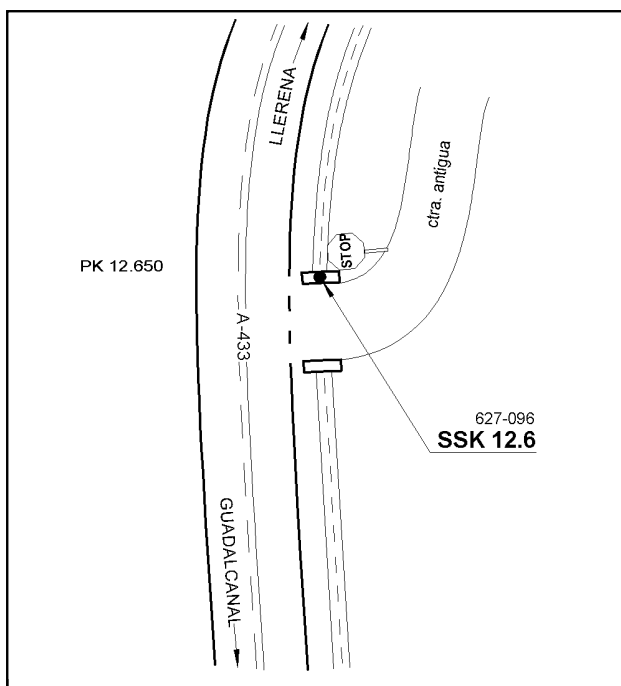 LLERENA
ctra. antigua
STOP
PK 12.650
A-433
627-096
SSK 12.6
GUADALCANAL